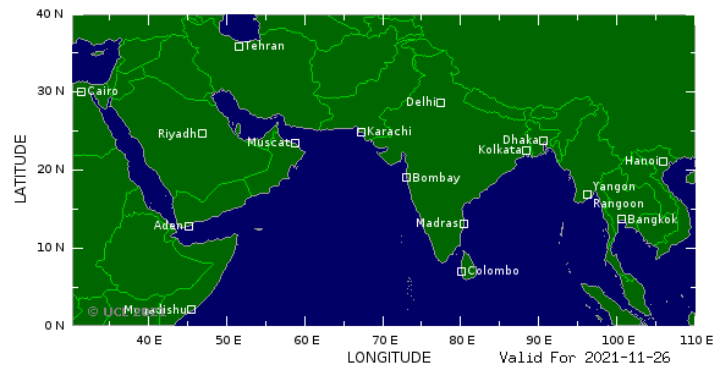 40 N
Tehran
30 N
Cairo
Delhi
Riyadh
Muscat
Karachi
Dhaka
Kolkata
Hanoi
20 N
Bombay
Yangon
Rangoon
Madras
Bangkok
Aden
10 N
Colombo
Mogadishu
0 N
40 E
50 E
60 E
70 E
80 E
90 E
100 E
110 E
LATITUDE
LONGITUDE
Valid For 2021-11-26